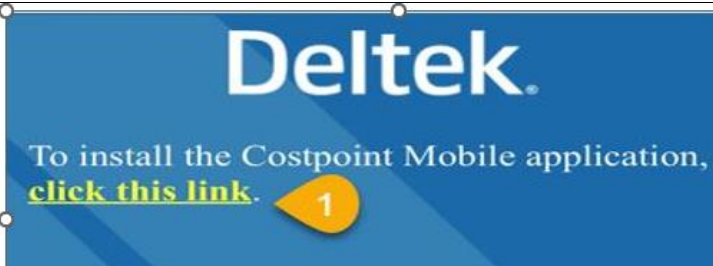 Deltek.
To install the Costpoint Mobile application,
click this link.
1